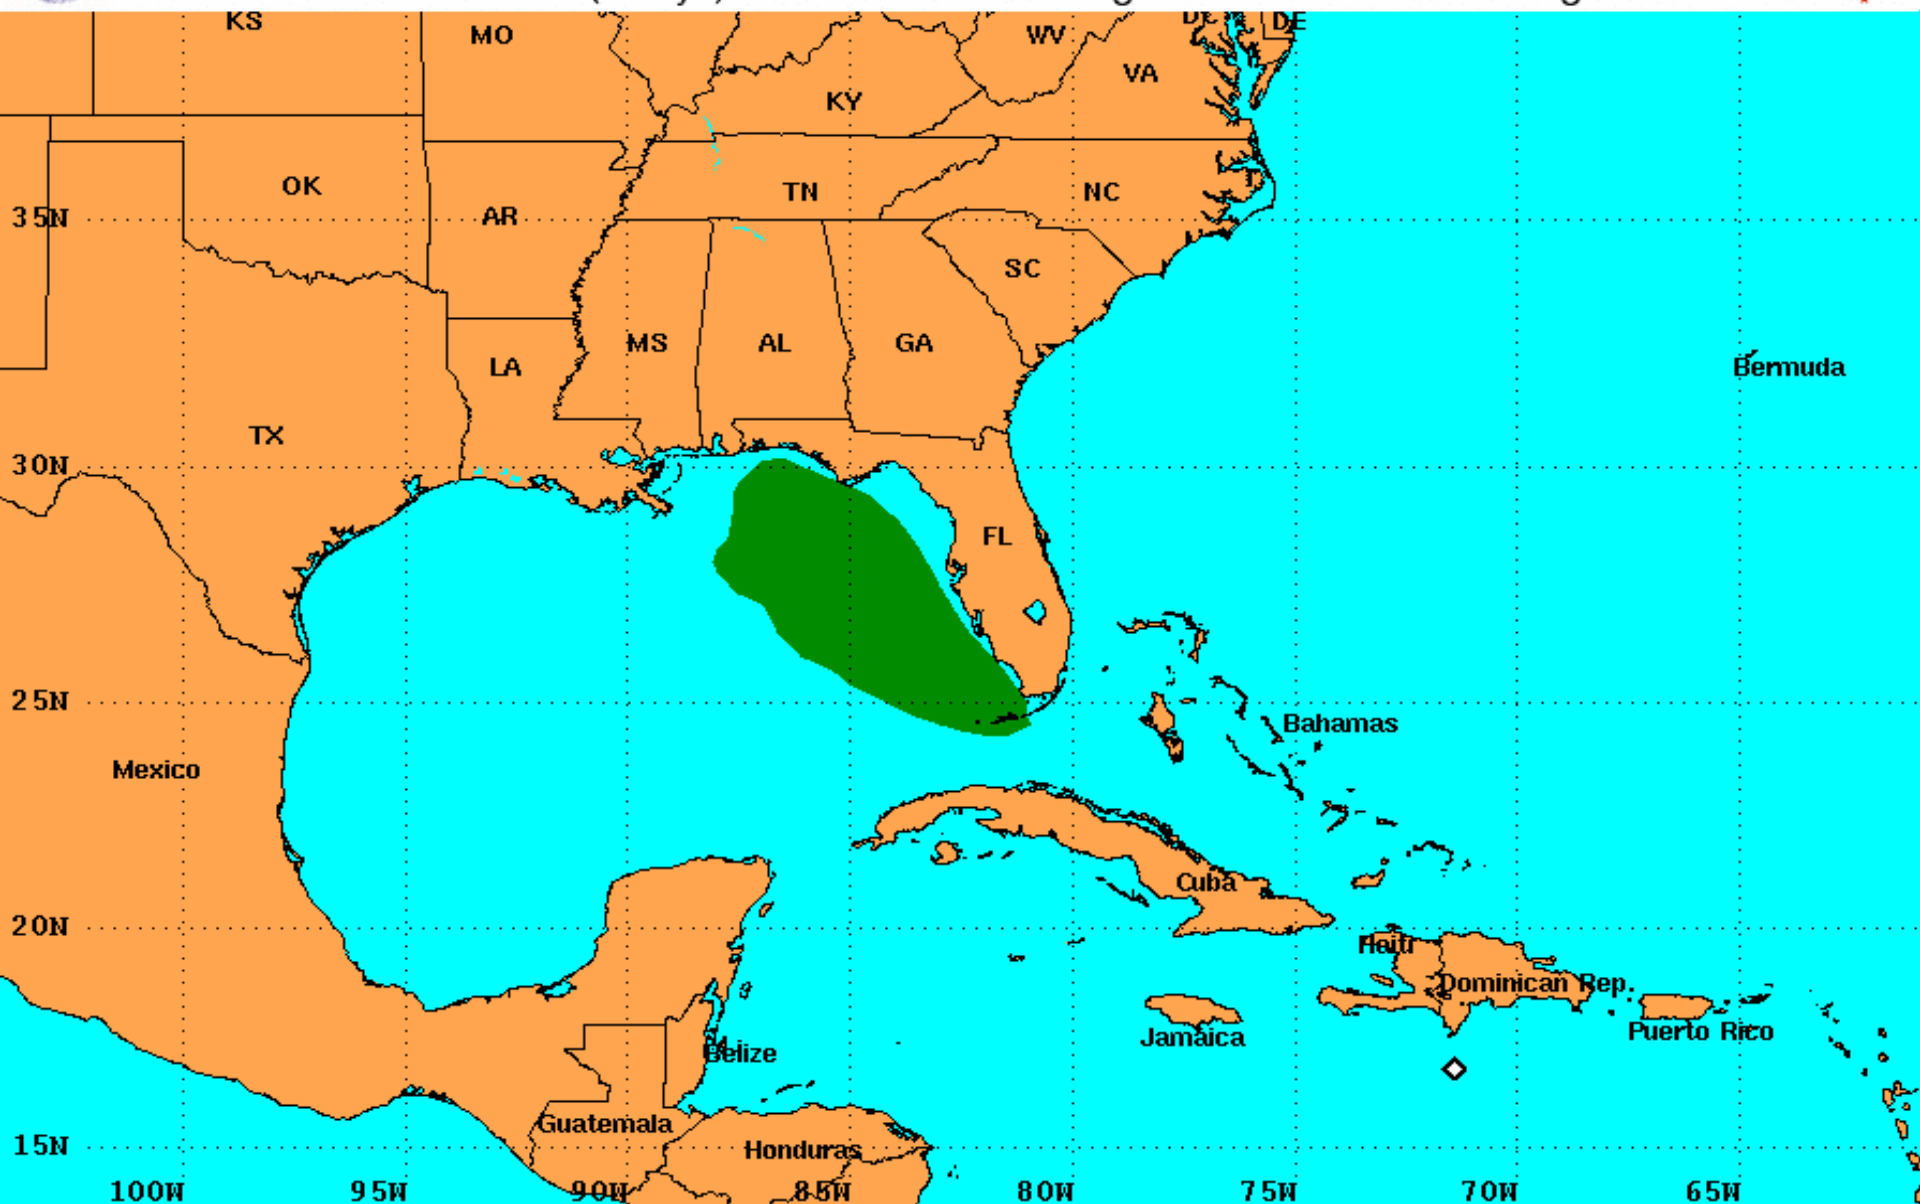 KS
MO
WV
DE
VA
KY
OK
TN
NC
AR
35N
SC
MS
AL
GA
LA
Bermuda
TX
30N
FL
25N
Bahamas
Mexico
Cuba
20N
Haiti
Dominican Rep.
Puerto Rico
Jamaica
Belize
Guatemala
Honduras
15N
100W 95W 90W 85W 80W 75W 70W 65W